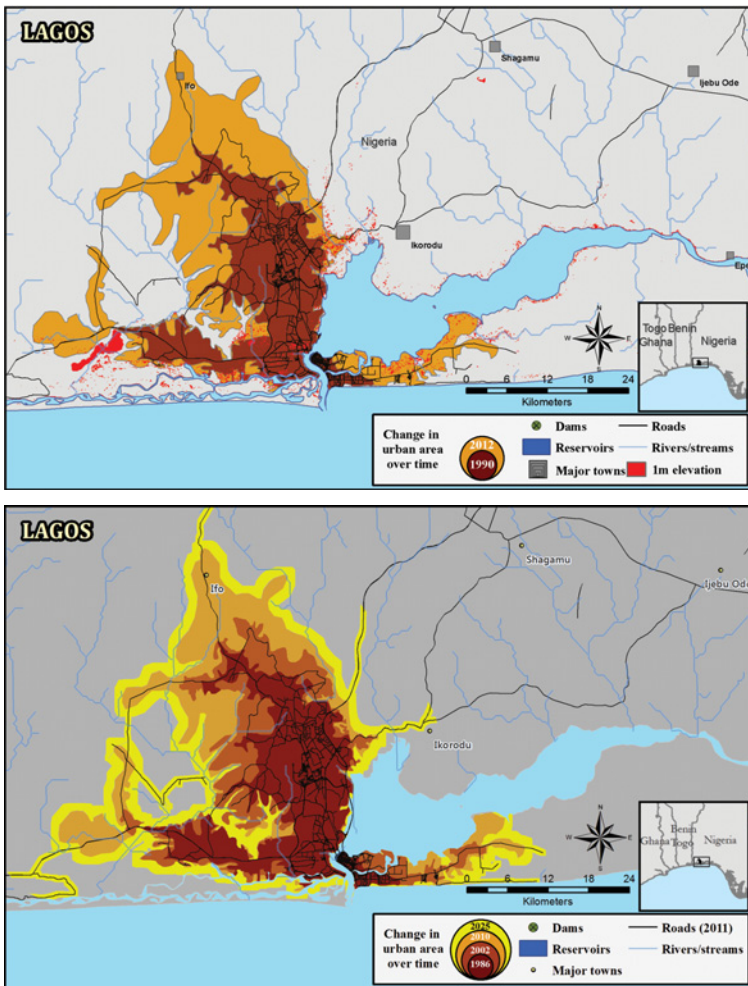 LAGOS
Shagamu
Ijebu Ode
Ifo
Nigeria
Ikorodu
Epe
N
W E
S
Togo Benin
Ghana Nigeria
0 3 6 12 18 24
Kilometers
Change in
urban area
over time
2012
1990
Dams
Reservoirs
Major towns
Roads
Rivers/streams
1m elevation
LAGOS
Shagamu
Ijebu Ode
Ifo
Ikorodu
N
W E
S
Benin
Ghana Nigeria
Togo
0 3 6 12 18 24
Kilometers
Change in
urban area
over time
2025
2010
2002
1986
Dams
Reservoirs
Major towns
Roads (2011)
Rivers/streams